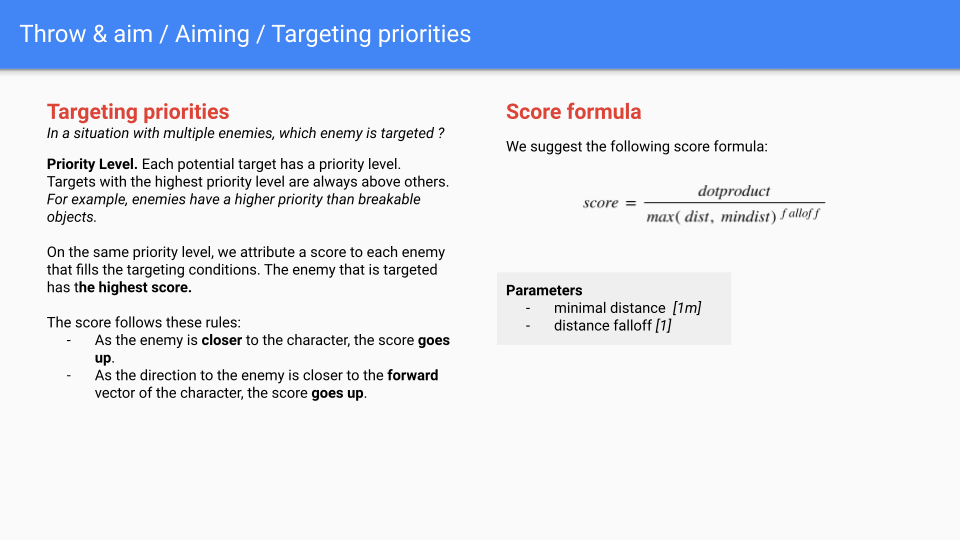 Throw & aim / Aiming / Targeting priorities
Targeting priorities
In a situation with multiple enemies, which enemy is targeted ?
Priority Level. Each potential target has a priority level.
Targets with the highest priority level are always above others.
For example, enemies have a higher priority than breakable
objects.
On the same priority level, we attribute a score to each enemy
that fills the targeting conditions. The enemy that is targeted
has the highest score.
The score follows these rules:
- As the enemy is closer to the character, the score goes
up.
- As the direction to the enemy is closer to the forward
vector of the character, the score goes up.
Score formula
We suggest the following score formula:
score = dotproduct / max( dist, mindist) ^ falloff
Parameters
- minimal distance [1m]
- distance falloff [1]